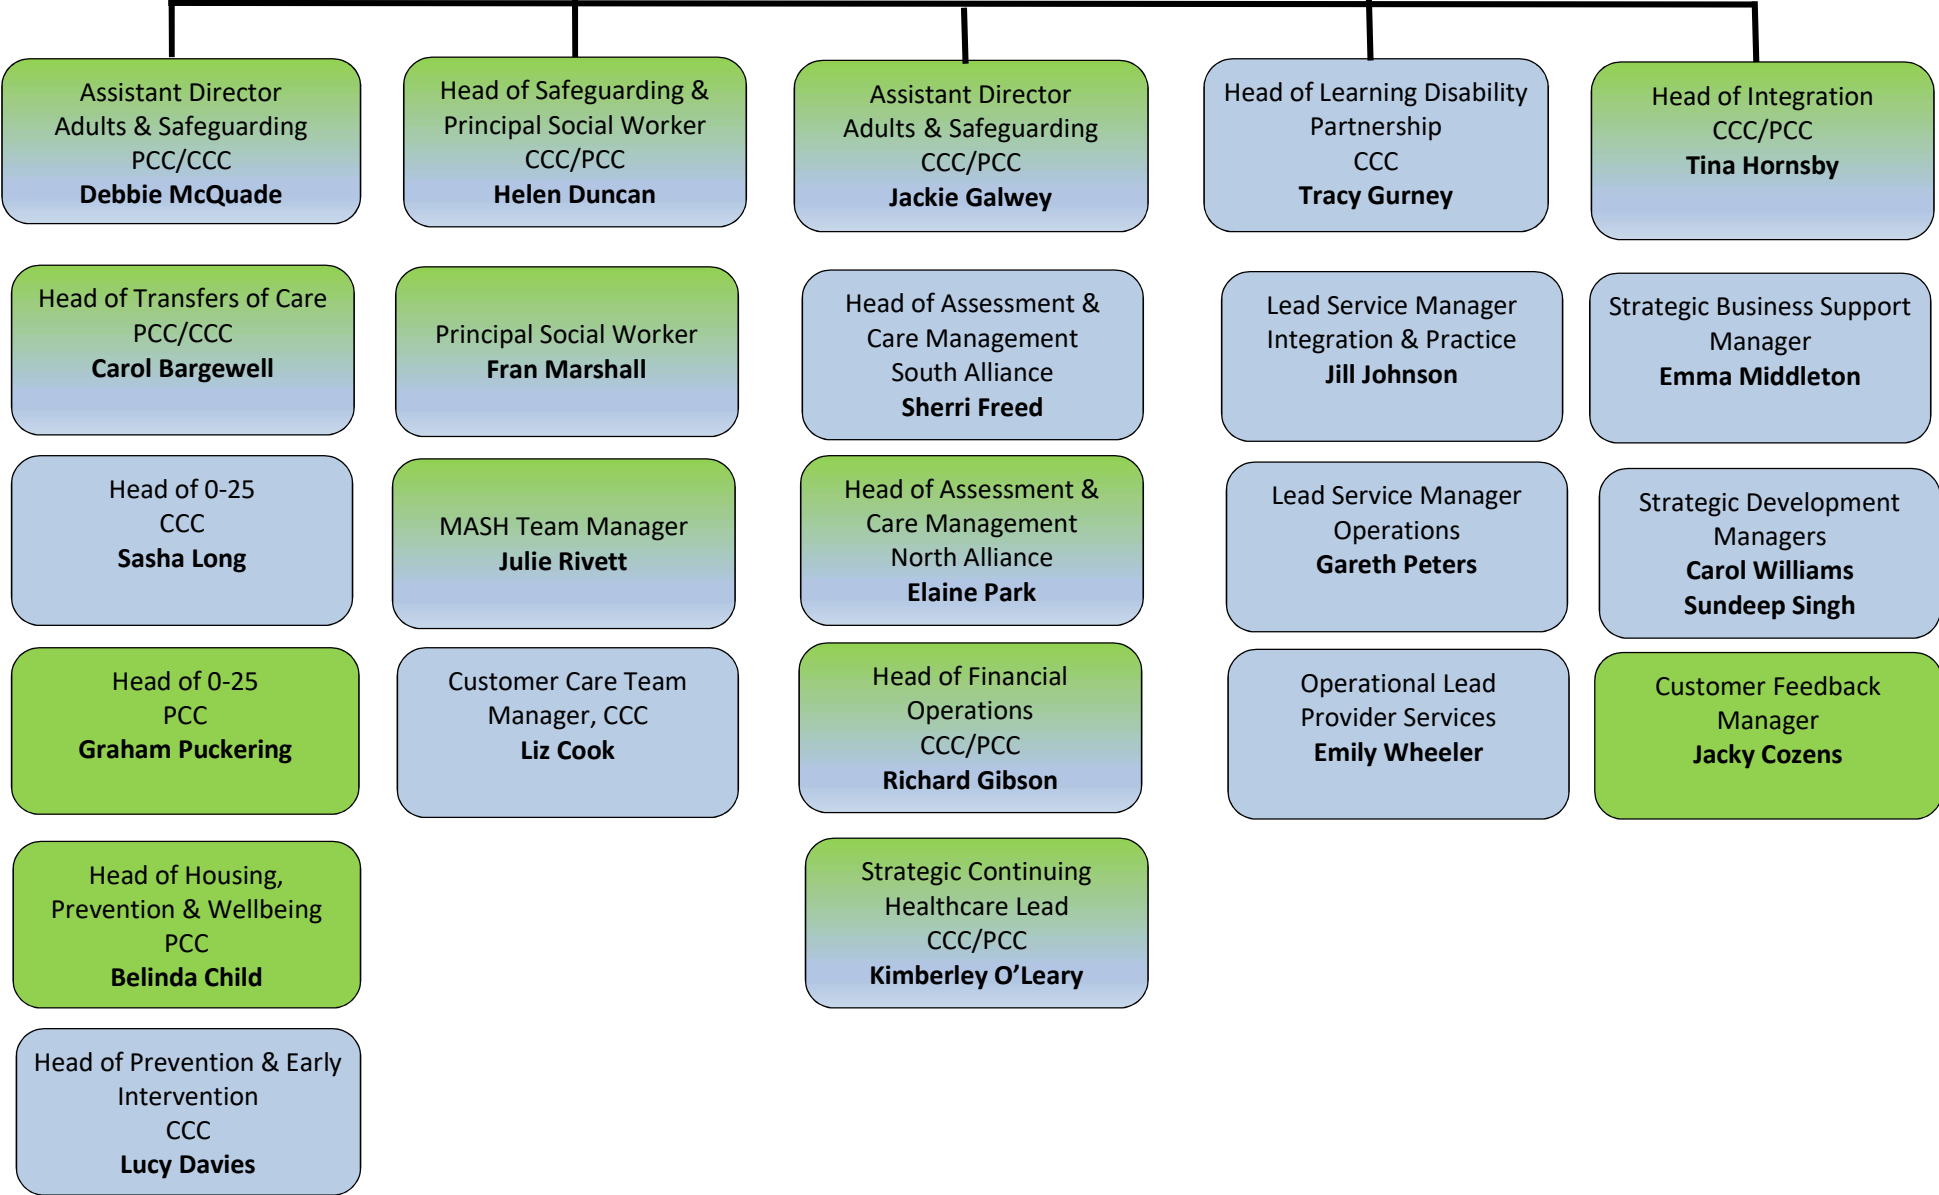 Assistant Director
Adults & Safeguarding
PCC/CCC
Debbie McQuade
Head of Transfers of Care
PCC/CCC
Carol Bargewell
Head of 0-25
CCC
Sasha Long
Head of 0-25
PCC
Graham Puckering
Head of Housing,
Prevention & Wellbeing
PCC
Belinda Child
Head of Prevention & Early
Intervention
CCC
Lucy Davies
Head of Safeguarding &
Principal Social Worker
CCC/PCC
Helen Duncan
Principal Social Worker
Fran Marshall
MASH Team Manager
Julie Rivett
Customer Care Team
Manager, CCC
Liz Cook
Assistant Director
Adults & Safeguarding
CCC/PCC
Jackie Galwey
Head of Assessment &
Care Management
South Alliance
Sherri Freed
Head of Assessment &
Care Management
North Alliance
Elaine Park
Head of Financial
Operations
CCC/PCC
Richard Gibson
Strategic Continuing
Healthcare Lead
CCC/PCC
Kimberley O’Leary
Head of Learning Disability
Partnership
CCC
Tracy Gurney
Lead Service Manager
Integration & Practice
Jill Johnson
Lead Service Manager
Operations
Gareth Peters
Operational Lead
Provider Services
Emily Wheeler
Head of Integration
CCC/PCC
Tina Hornsby
Strategic Business Support
Manager
Emma Middleton
Strategic Development
Managers
Carol Williams
Sundeep Singh
Customer Feedback
Manager
Jacky Cozens